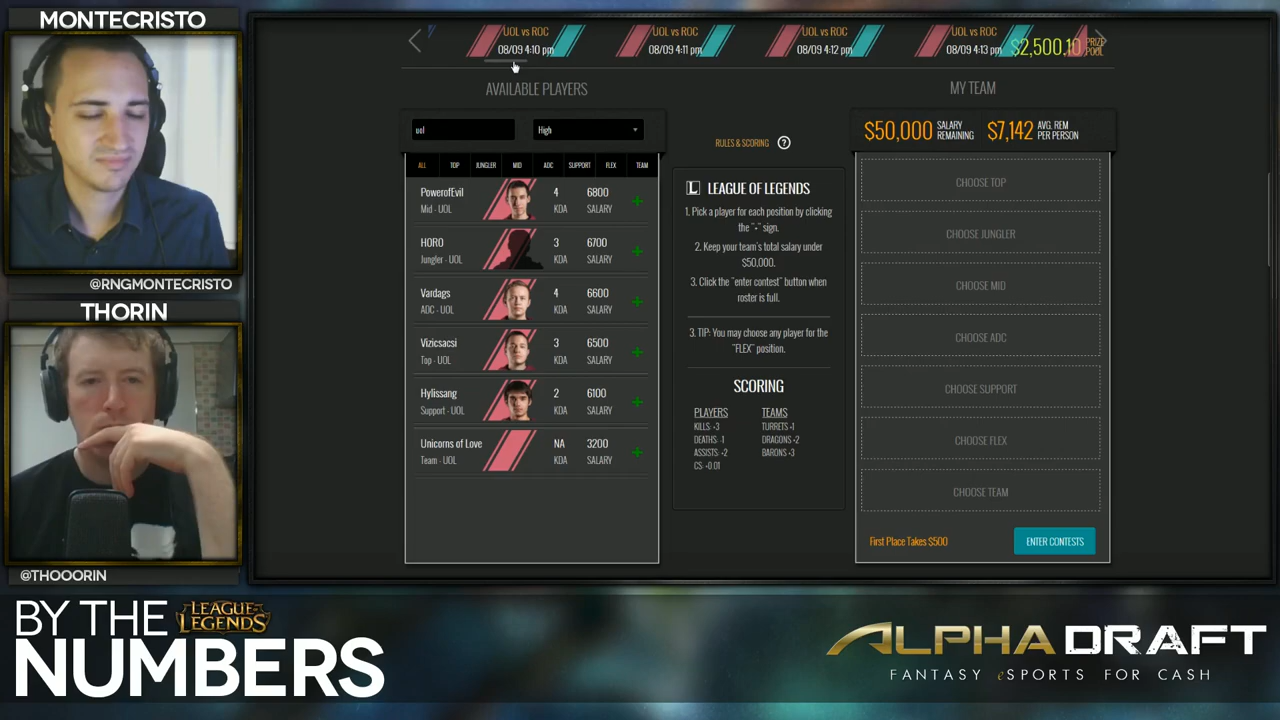 MONTECRISTO
@RNGMONTECRISTO
THORIN
@THOOORIN
UOL vs ROC
08/09 4:10 pm
UOL vs ROC
08/09 4:11 pm
UOL vs ROC
08/09 4:12 pm
UOL vs ROC
08/09 4:13 pm
$2,500.10 PRIZE POOL
AVAILABLE PLAYERS
MY TEAM
uol
High
RULES & SCORING ?
$50,000 SALARY REMAINING
$7,142 AVG. REM PER PERSON
ALL TOP JUNGLER MID ADC SUPPORT FLEX TEAM
PowerofEvil 4 6800 +
Mid - UOL KDA SALARY
HORO 3 6700 +
Jungler - UOL KDA SALARY
Vardags 4 6600 +
ADC - UOL KDA SALARY
Vizicsacsi 3 6500 +
Top - UOL KDA SALARY
Hylissang 2 6100 +
Support - UOL KDA SALARY
Unicorns of Love NA 3200 +
Team - UOL KDA SALARY
L LEAGUE OF LEGENDS
1. Pick a player for each position by clicking
the "+" sign.
2. Keep your team's total salary under
$50,000.
3. Click the "enter contest" button when
roster is full.
3. TIP: You may choose any player for the
"FLEX" position.
SCORING
PLAYERS
KILLS: +3
DEATHS: -1
ASSISTS: +2
CS: +0.01
TEAMS
TURRETS +1
DRAGONS +2
BARONS: +3
CHOOSE TOP
CHOOSE JUNGLER
CHOOSE MID
CHOOSE ADC
CHOOSE SUPPORT
CHOOSE FLEX
CHOOSE TEAM
First Place Takes $500
ENTER CONTESTS
BY THE LEAGUE OF LEGENDS
NUMBERS
ALPHADRAFT
FANTASY eSPORTS FOR CASH